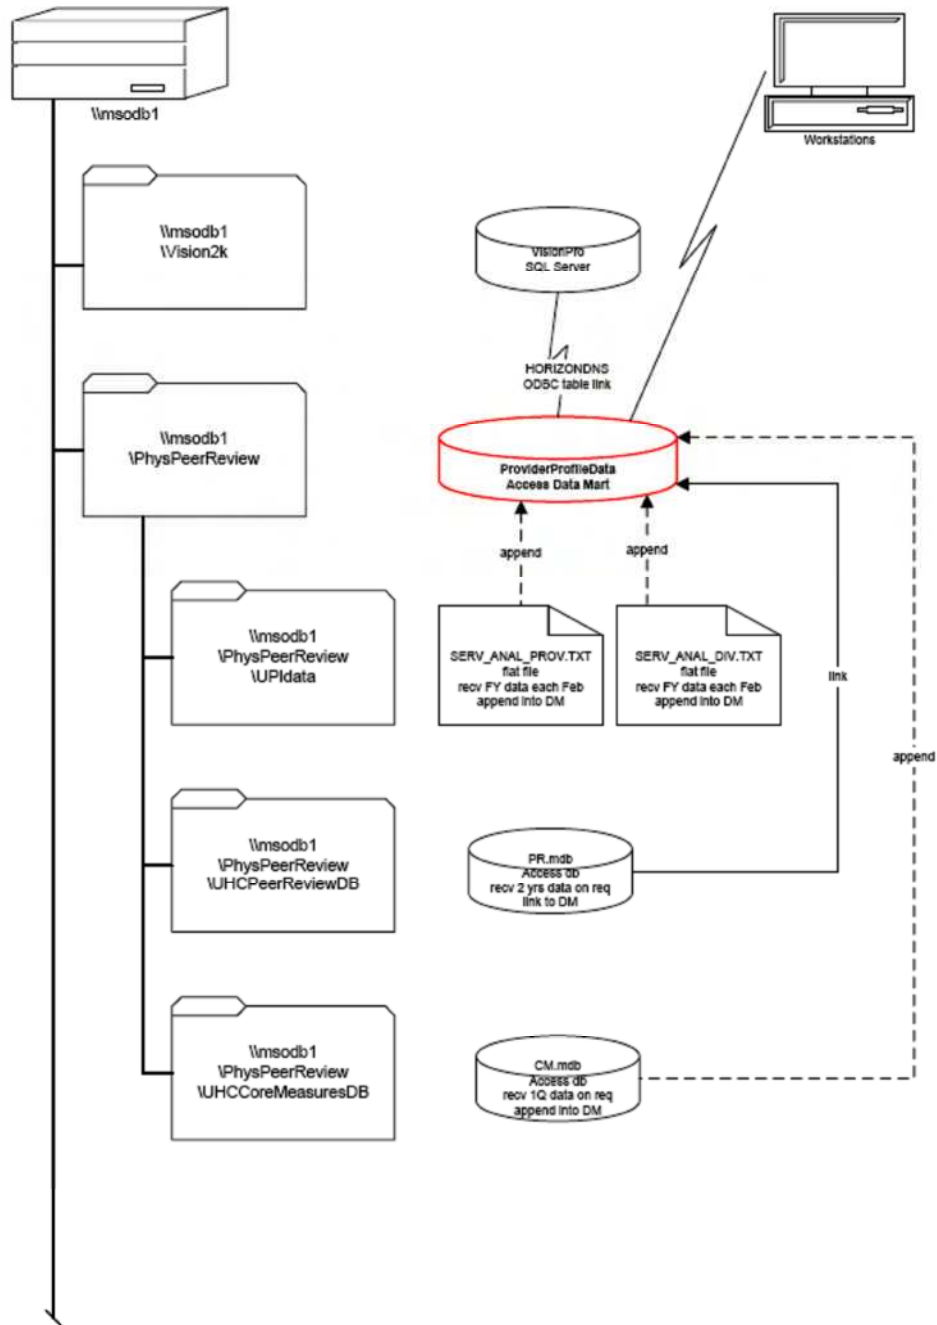 \\msodb1
Workstations
\\msodb1
\Vision2k
VisionPro
SQL Server
HORIZONDNS
ODBC table link
\\msodb1
\PhysPeerReview
ProviderProfileData
Access Data Mart
append
append
\\msodb1
\PhysPeerReview
\UPIdata
SERV_ANAL_PROV.TXT
flat file
recv FY data each Feb
append into DM
SERV_ANAL_DIV.TXT
flat file
recv FY data each Feb
append into DM
link
append
\\msodb1
\PhysPeerReview
\UHCPeerReviewDB
PR.mdb
Access db
recv 2 yrs data on req
link to DM
\\msodb1
\PhysPeerReview
\UHCCoreMeasuresDB
CM.mdb
Access db
recv 1Q data on req
append into DM